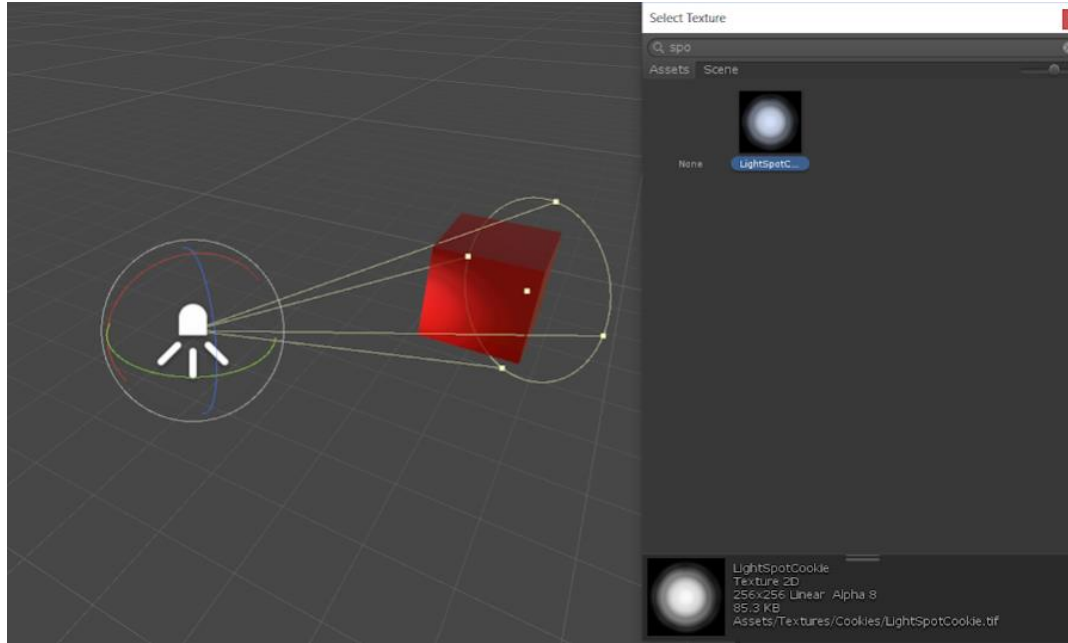 Select Texture
spo
Assets Scene
None LightSpotC...
LightSpotCookie
Texture 2D
256x256 Linear Alpha 8
85.3 KB
Assets/Textures/Cookies/LightSpotCookie.tif